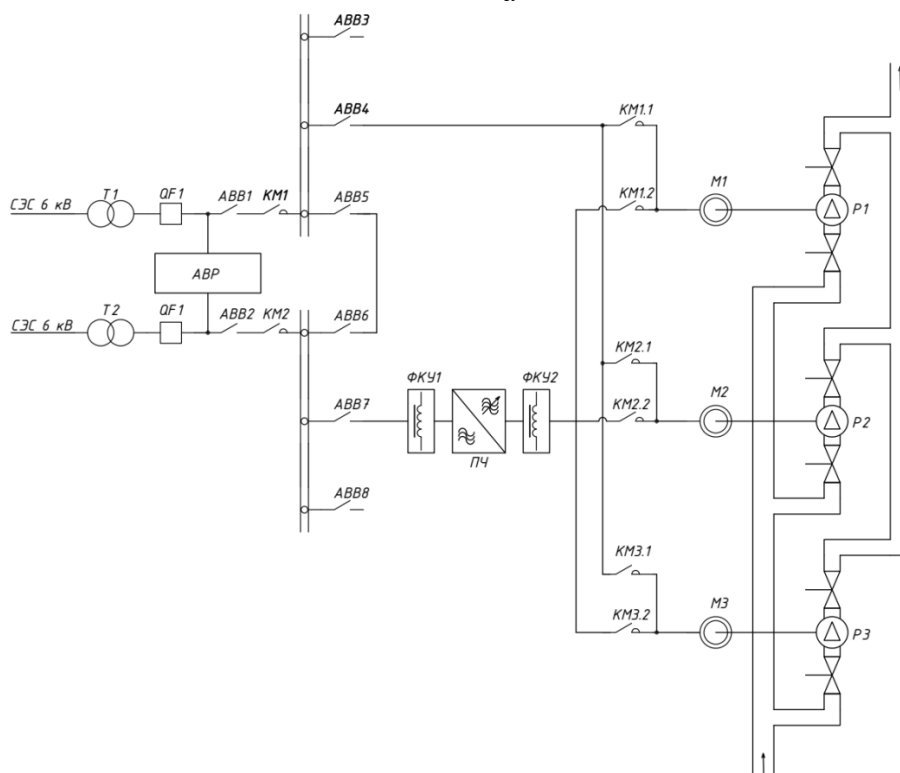 АВВ3
АВВ4
КМ1.1
СЭС 6 кВ
Т1
QF1
АВВ1
КМ1
АВВ5
КМ1.2
М1
Р1
АВР
СЭС 6 кВ
Т2
QF1
АВВ2
КМ2
АВВ6
КМ2.1
АВВ7
ФКУ1
ПЧ
ФКУ2
КМ2.2
М2
Р2
АВВ8
КМ3.1
КМ3.2
М3
Р3